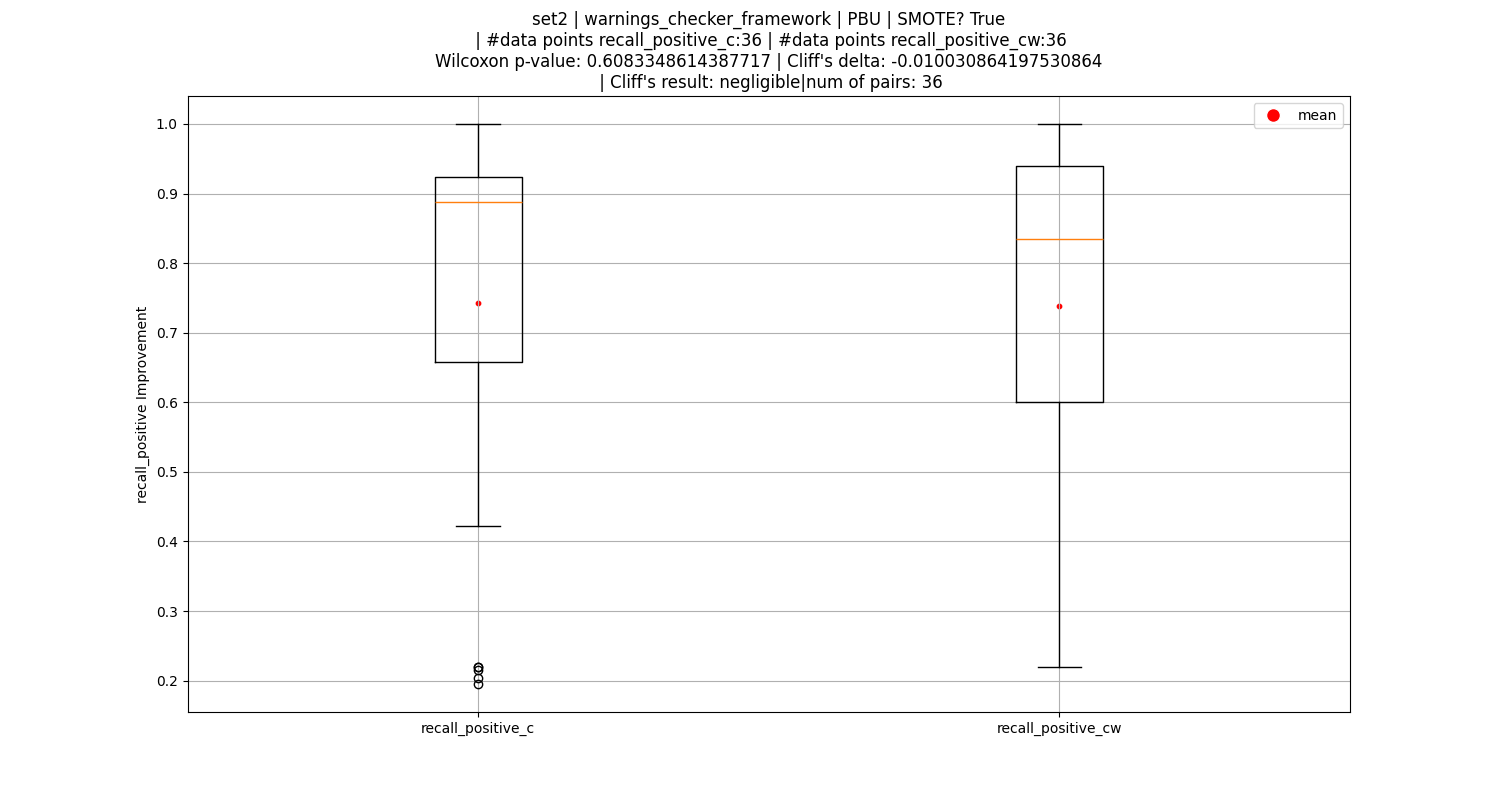 set2 | warnings_checker_framework | PBU | SMOTE? True
| #data points recall_positive_c:36 | #data points recall_positive_cw:36
Wilcoxon p-value: 0.6083348614387717 | Cliff's delta: -0.010030864197530864
| Cliff's result: negligible|num of pairs: 36
mean
1.0
0.9
0.8
0.7
0.6
0.5
0.4
0.3
0.2
recall_positive Improvement
recall_positive_c
recall_positive_cw